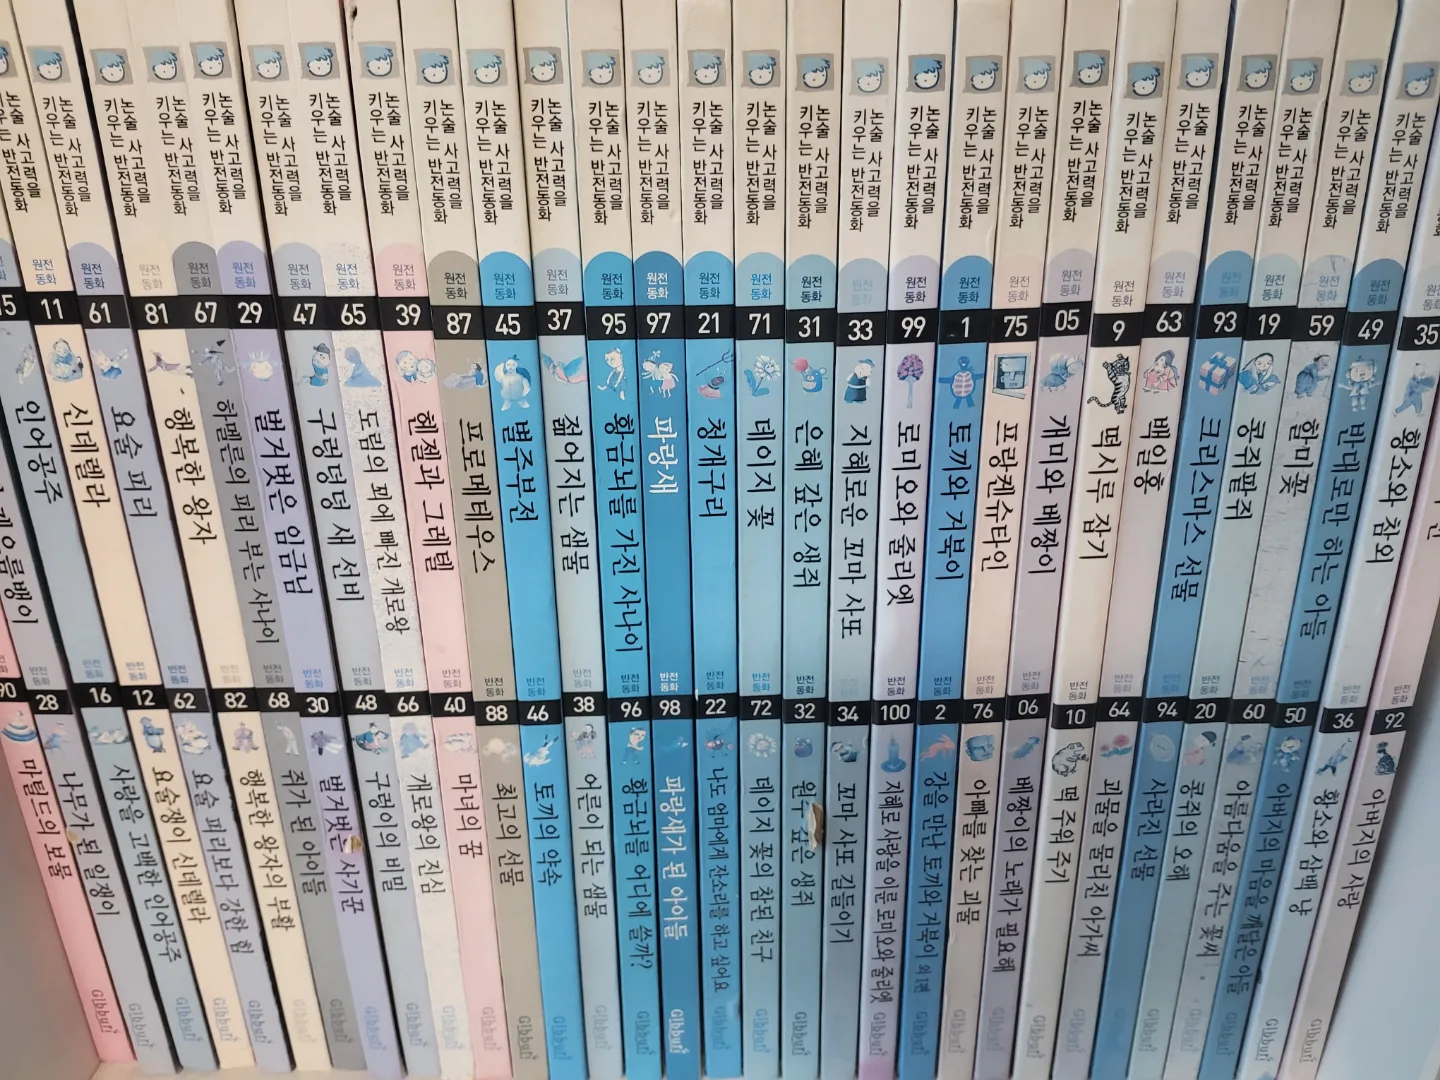 논술 사고력을
키우는 반전동화
원전
동화
15
인어공주
11
신데렐라
61
요술 피리
81
행복한 왕자
67
하멜른의 피리 부는 사나이
29
벌거벗은 임금님
47
구렁덩덩 새 선비
65
도림의 꾀에 빠진 개로왕
39
헨젤과 그레텔
87
프로메테우스
45
별주부전
37
젊어지는 샘물
95
황금 뇌를 가진 사나이
97
파랑새
21
청개구리
71
데이지 꽃
31
은혜 갚은 생쥐
33
지혜로운 꼬마 사또
99
로미오와 줄리엣
1
토끼와 거북이
75
프랑켄슈타인
05
개미와 베짱이
9
떡시루 잡기
63
백일홍
93
크리스마스 선물
19
콩쥐팥쥐
59
할미꽃
49
반대로만 하는 아들
35
황소와 참외
반전
동화
90
마틸드의 보물
28
나무가 된 일쟁이
16
사랑을 고백한 인어공주
12
요술쟁이 신데렐라
62
요술 피리보다 강한 힘
82
행복한 왕자의 부활
68
쥐가 된 아이들
30
벌거벗는 사기꾼
48
구렁이의 비밀
66
개로왕의 진심
40
마녀의 꿈
88
최고의 선물
46
토끼의 약속
38
어른이 되는 샘물
96
황금 뇌를 어디에 쓸까?
98
파랑새가 된 아이들
22
나도 엄마에게 잔소리를 하고 싶어요
72
데이지 꽃의 참된 친구
32
원수 갚은 생쥐
34
꼬마 사또 길들이기
100
지혜로 사랑을 이룬 로미오와 줄리엣
2
강을 만난 토끼와 거북이 외 1편
76
아빠를 찾는 괴물
06
베짱이의 노래가 필요해
10
떡 주워 주기
64
괴물을 물리친 아가씨
94
사라진 선물
20
콩쥐의 오해
60
아름다움을 주는 꽃씨
50
아버지의 마음을 깨달은 아들
36
황소와 삼백 냥
92
아버지의 사랑
Gibburi